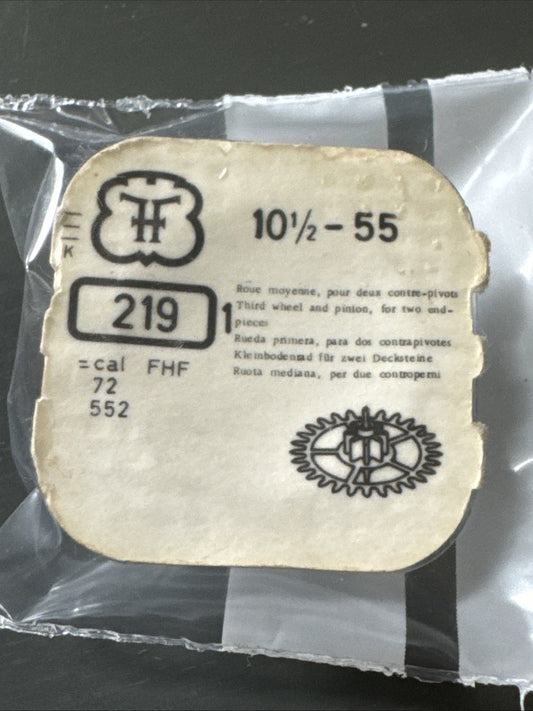 FH
K
10½ - 55
219
1
Roue moyenne, pour deux contre-pivots
Third wheel and pinion, for two end-
pieces
Rueda primera, para dos contrapivotes
Kleinbodenrad für zwei Decksteine
Ruota mediana, per due controperni
=cal FHF
72
552